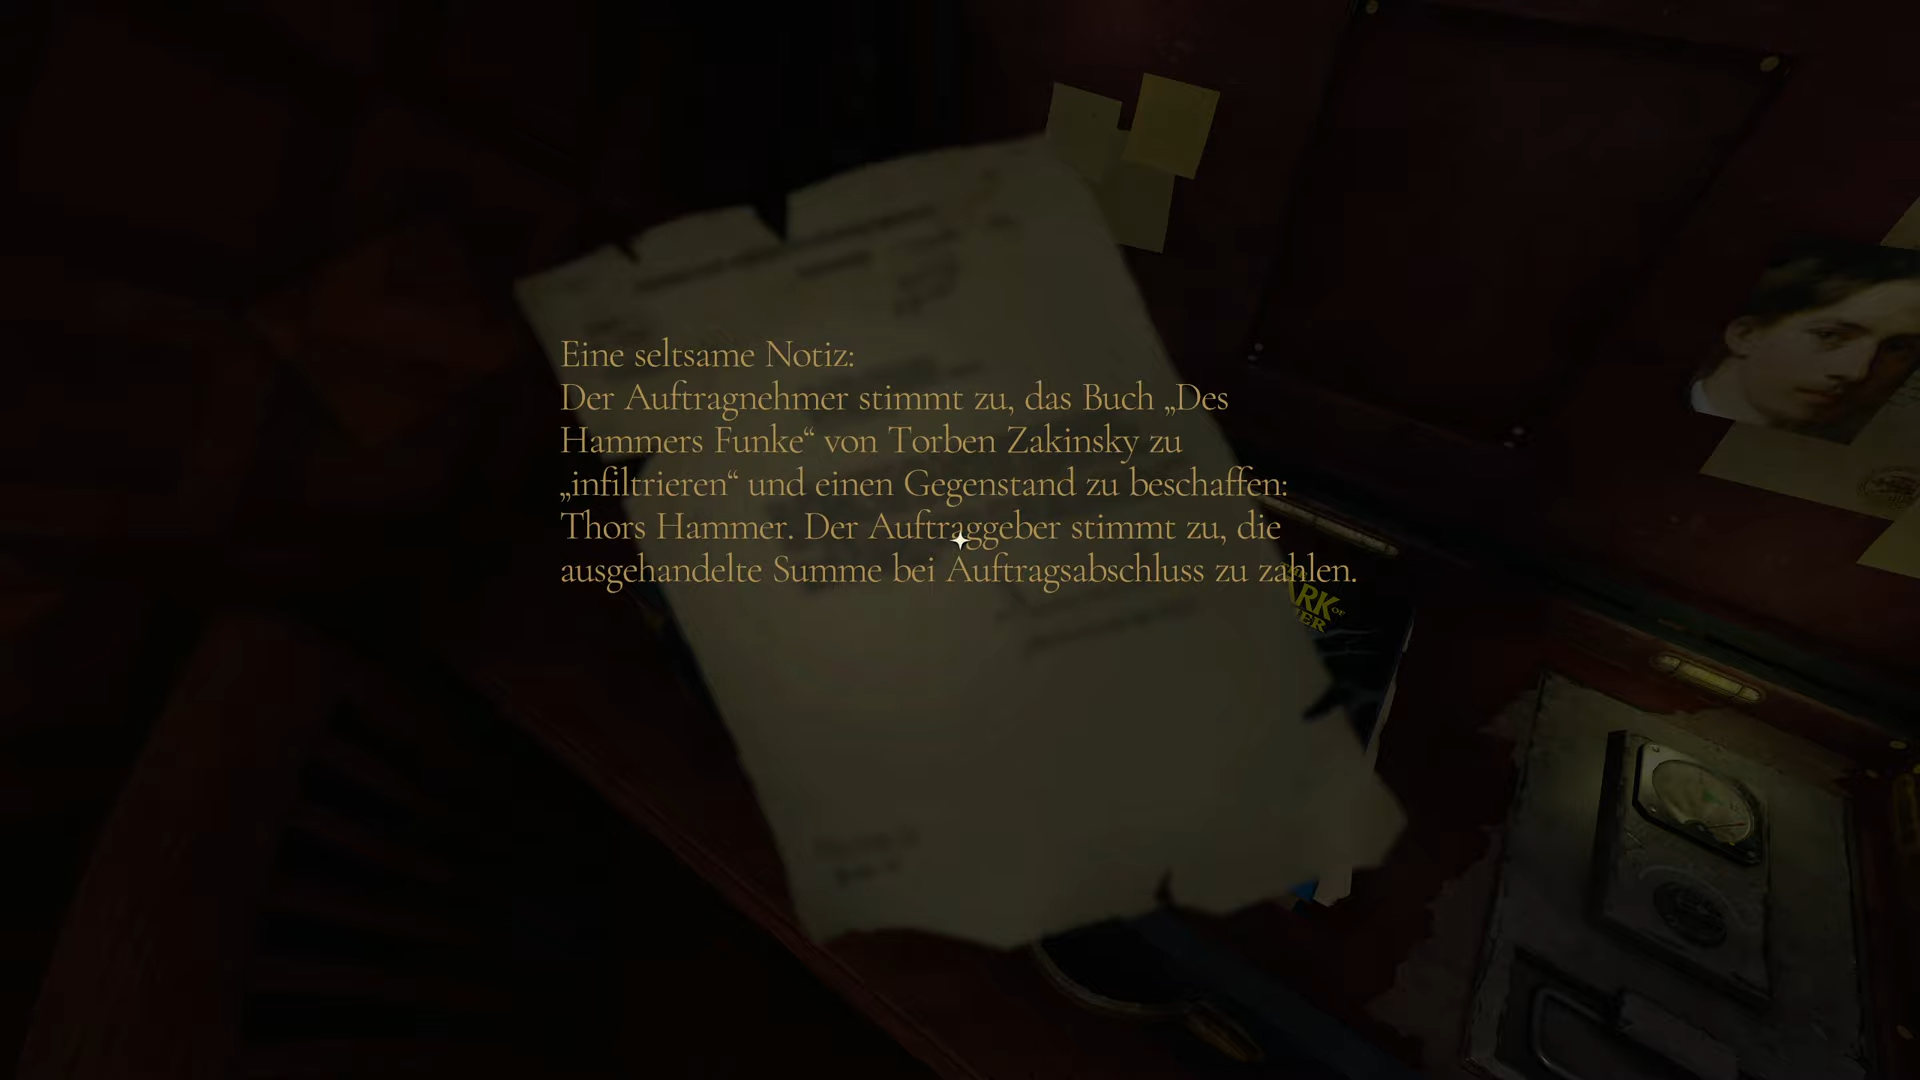 Eine seltsame Notiz:
Der Auftragnehmer stimmt zu, das Buch „Des
Hammers Funke“ von Torben Zakinsky zu
„infiltrieren“ und einen Gegenstand zu beschaffen:
Thors Hammer. Der Auftraggeber stimmt zu, die
ausgehandelte Summe bei Auftragsabschluss zu zahlen.